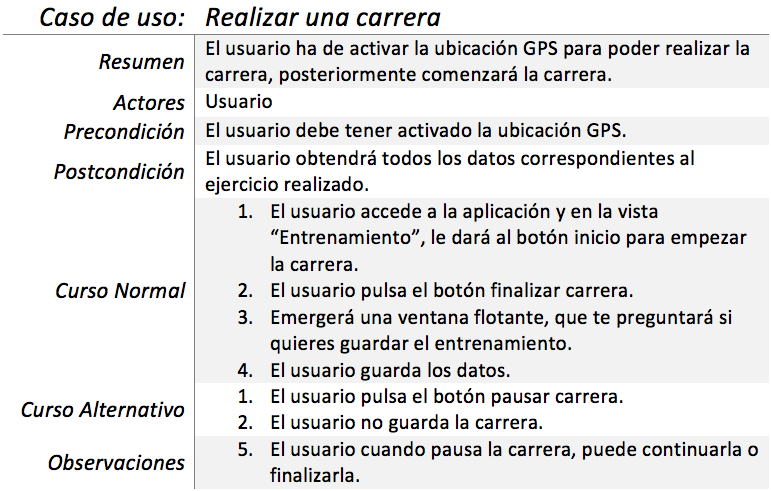 Caso de uso: Realizar una carrera
Resumen El usuario ha de activar la ubicación GPS para poder realizar la
carrera, posteriormente comenzará la carrera.
Actores Usuario
Precondición El usuario debe tener activado la ubicación GPS.
Postcondición El usuario obtendrá todos los datos correspondientes al
ejercicio realizado.
Curso Normal 1. El usuario accede a la aplicación y en la vista
“Entrenamiento”, le dará al botón inicio para empezar
la carrera.
2. El usuario pulsa el botón finalizar carrera.
3. Emergerá una ventana flotante, que te preguntará si
quieres guardar el entrenamiento.
4. El usuario guarda los datos.
Curso Alternativo 1. El usuario pulsa el botón pausar carrera.
2. El usuario no guarda la carrera.
Observaciones 5. El usuario cuando pausa la carrera, puede continuarla o
finalizarla.